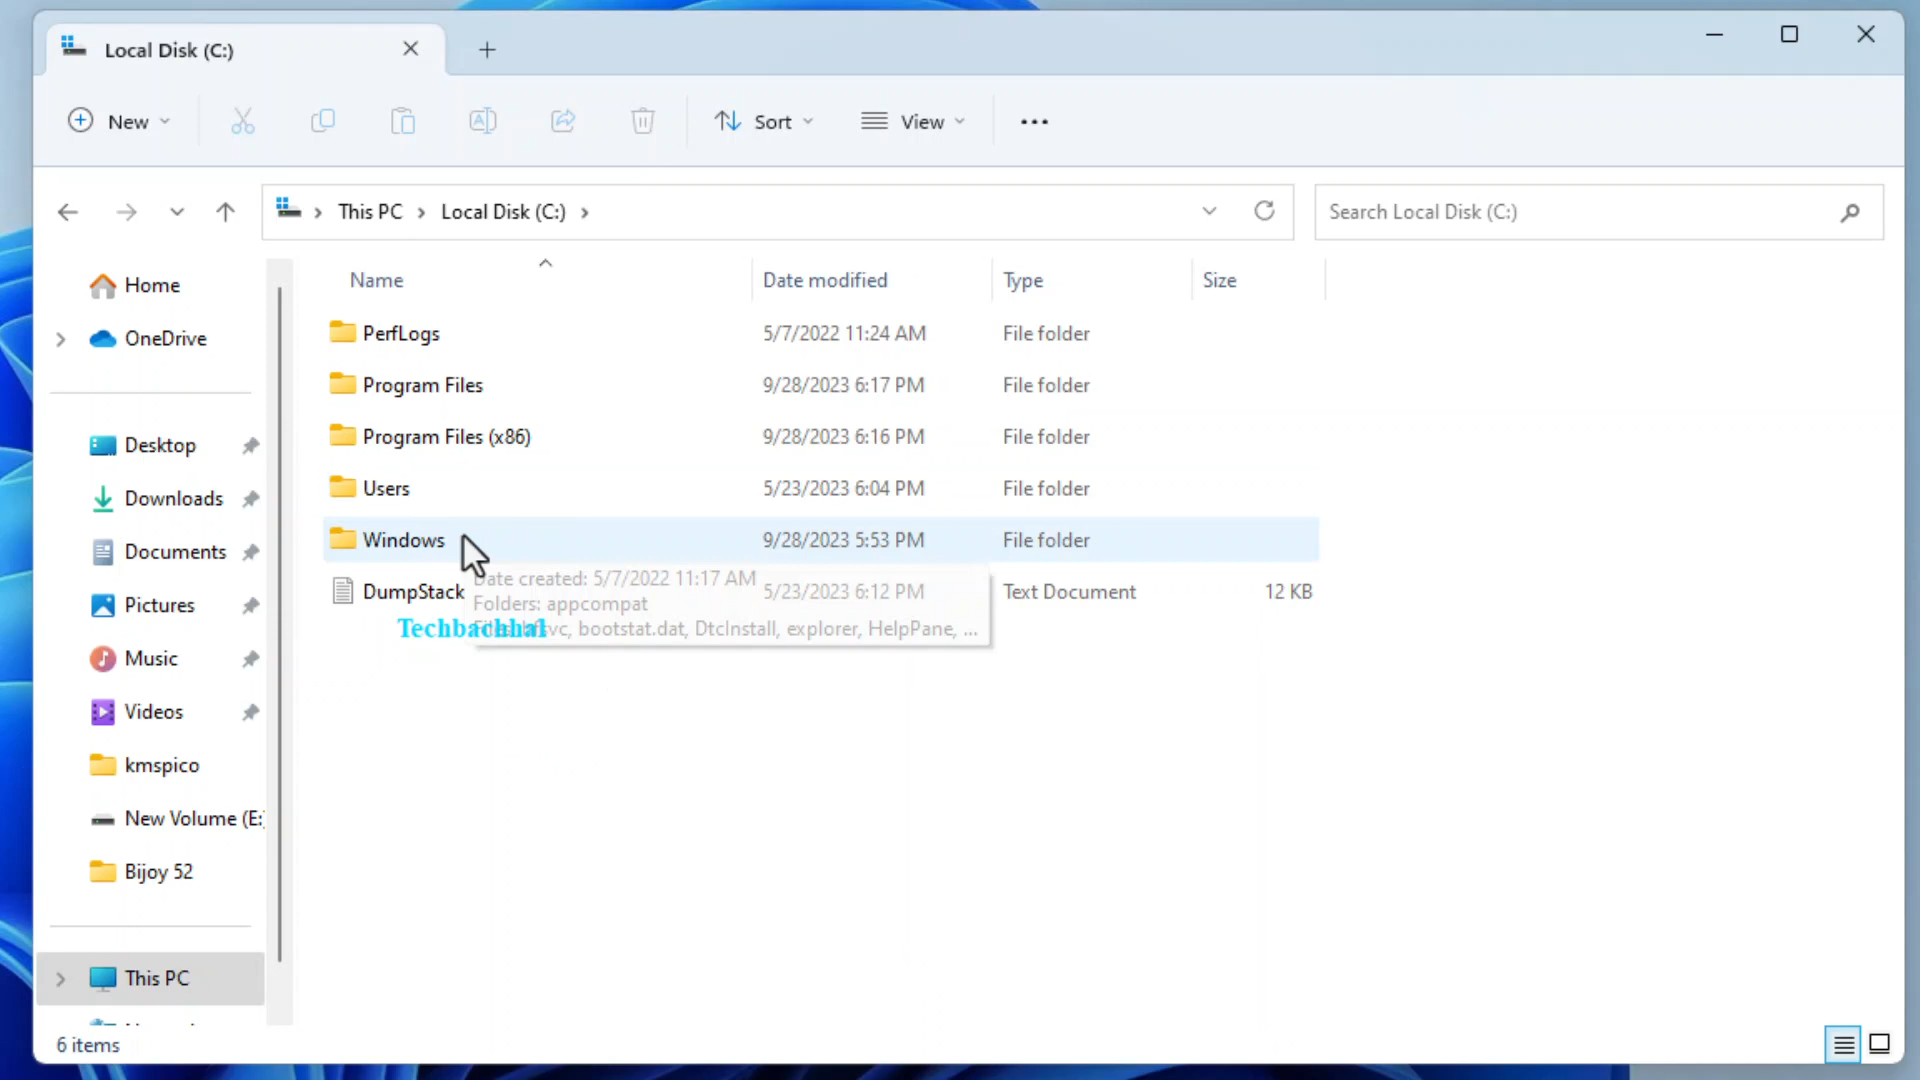 Local Disk (C:)
New
Sort
View
This PC
Local Disk (C:)
Search Local Disk (C:)
Home
OneDrive
Desktop
Downloads
Documents
Pictures
Music
Videos
kmspico
New Volume (E:)
Bijoy 52
This PC
Name Date modified Type Size
PerfLogs 5/7/2022 11:24 AM File folder
Program Files 9/28/2023 6:17 PM File folder
Program Files (x86) 9/28/2023 6:16 PM File folder
Users 5/23/2023 6:04 PM File folder
Windows 9/28/2023 5:53 PM File folder
DumpStack 5/23/2023 6:12 PM Text Document 12 KB
Date created: 5/7/2022 11:17 AM
Folders: appcompat
bootstat.dat, DtcInstall, explorer, HelpPane, ...
6 items